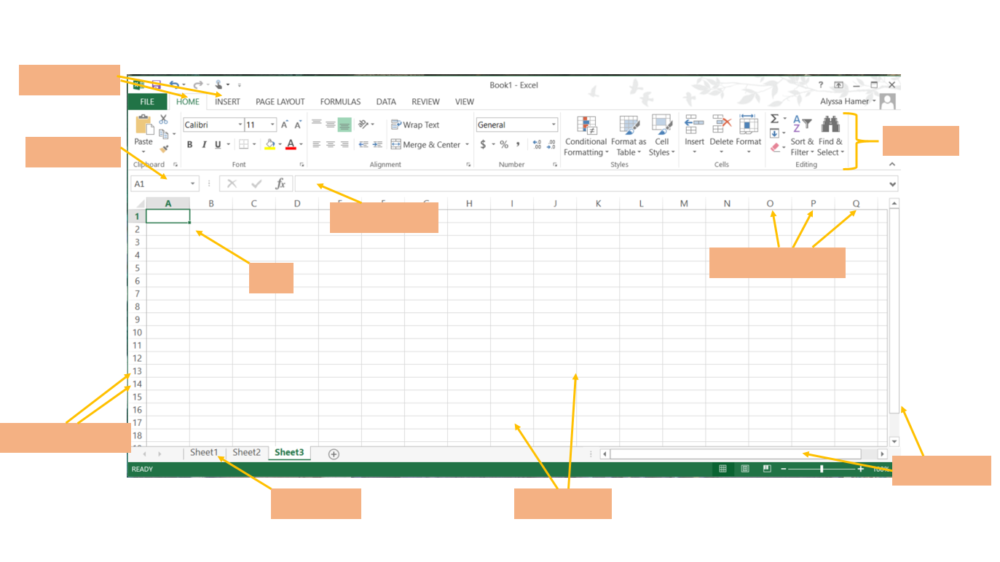 Book1 - Excel ?
FILE HOME INSERT PAGE LAYOUT FORMULAS DATA REVIEW VIEW Alyssa Hamer
Calibri 11 A A Wrap Text General Σ A Z
Paste Conditional Format as Cell Insert Delete Format Sort & Find &
B I U A Merge & Center $ % , .00 .00 Formatting Table Styles Filter Select
Clipboard Font Alignment Number Styles Cells Editing
A1 fx
A B C D H I J K L M N O P Q
1
2
3
4
5
6
7
8
9
10
11
12
13
14
15
16
17
18
Sheet1 Sheet2 Sheet3
READY 100%